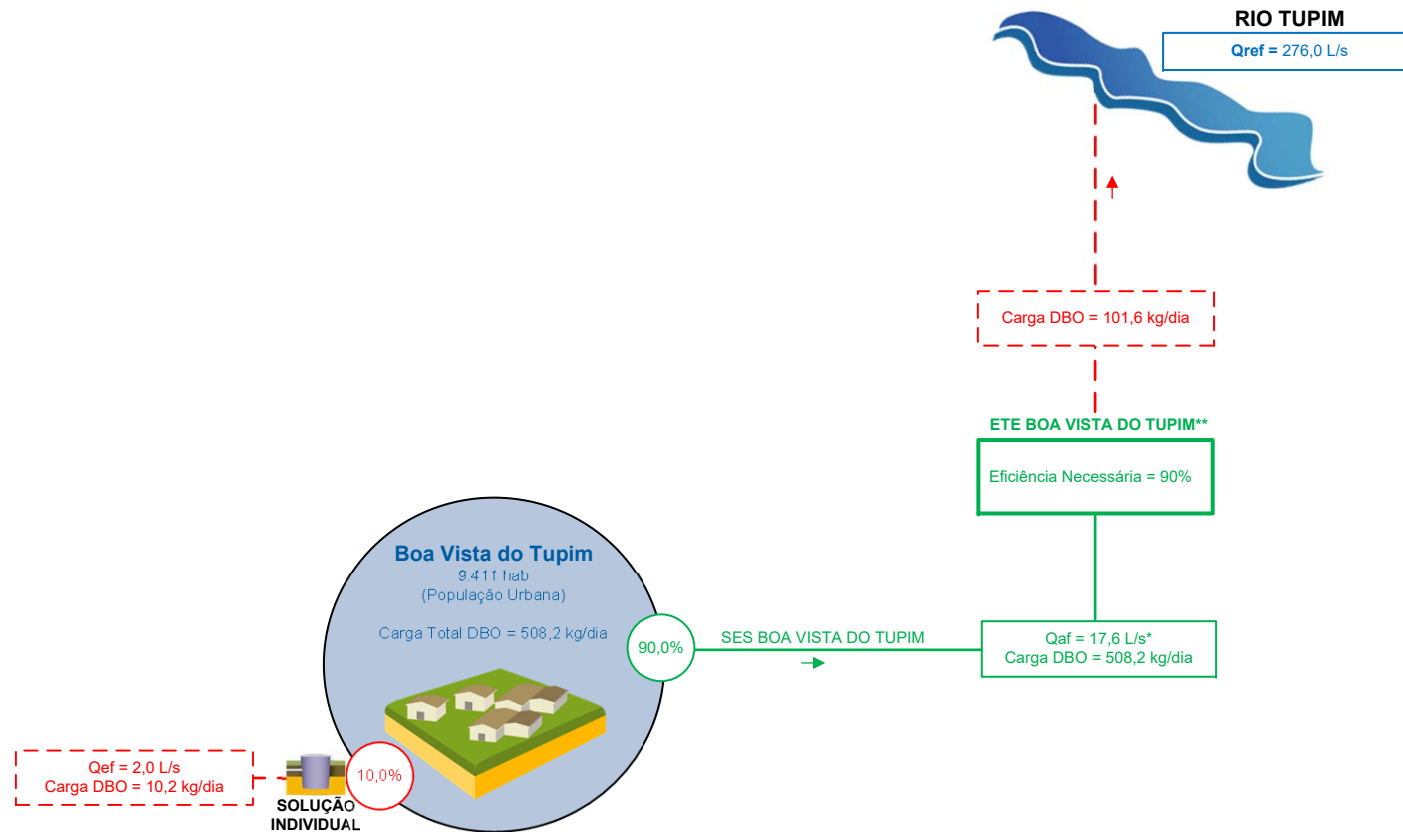 RIO TUPIM
Qref = 276,0 L/s
Carga DBO = 101,6 kg/dia
ETE BOA VISTA DO TUPIM**
Eficiência Necessária = 90%
Boa Vista do Tupim
9.411 hab
(População Urbana)
Carga Total DBO = 508,2 kg/dia
90,0%
SES BOA VISTA DO TUPIM
Qaf = 17,6 L/s*
Carga DBO = 508,2 kg/dia
Qef = 2,0 L/s
Carga DBO = 10,2 kg/dia
10,0%
SOLUÇÃO
INDIVIDUAL